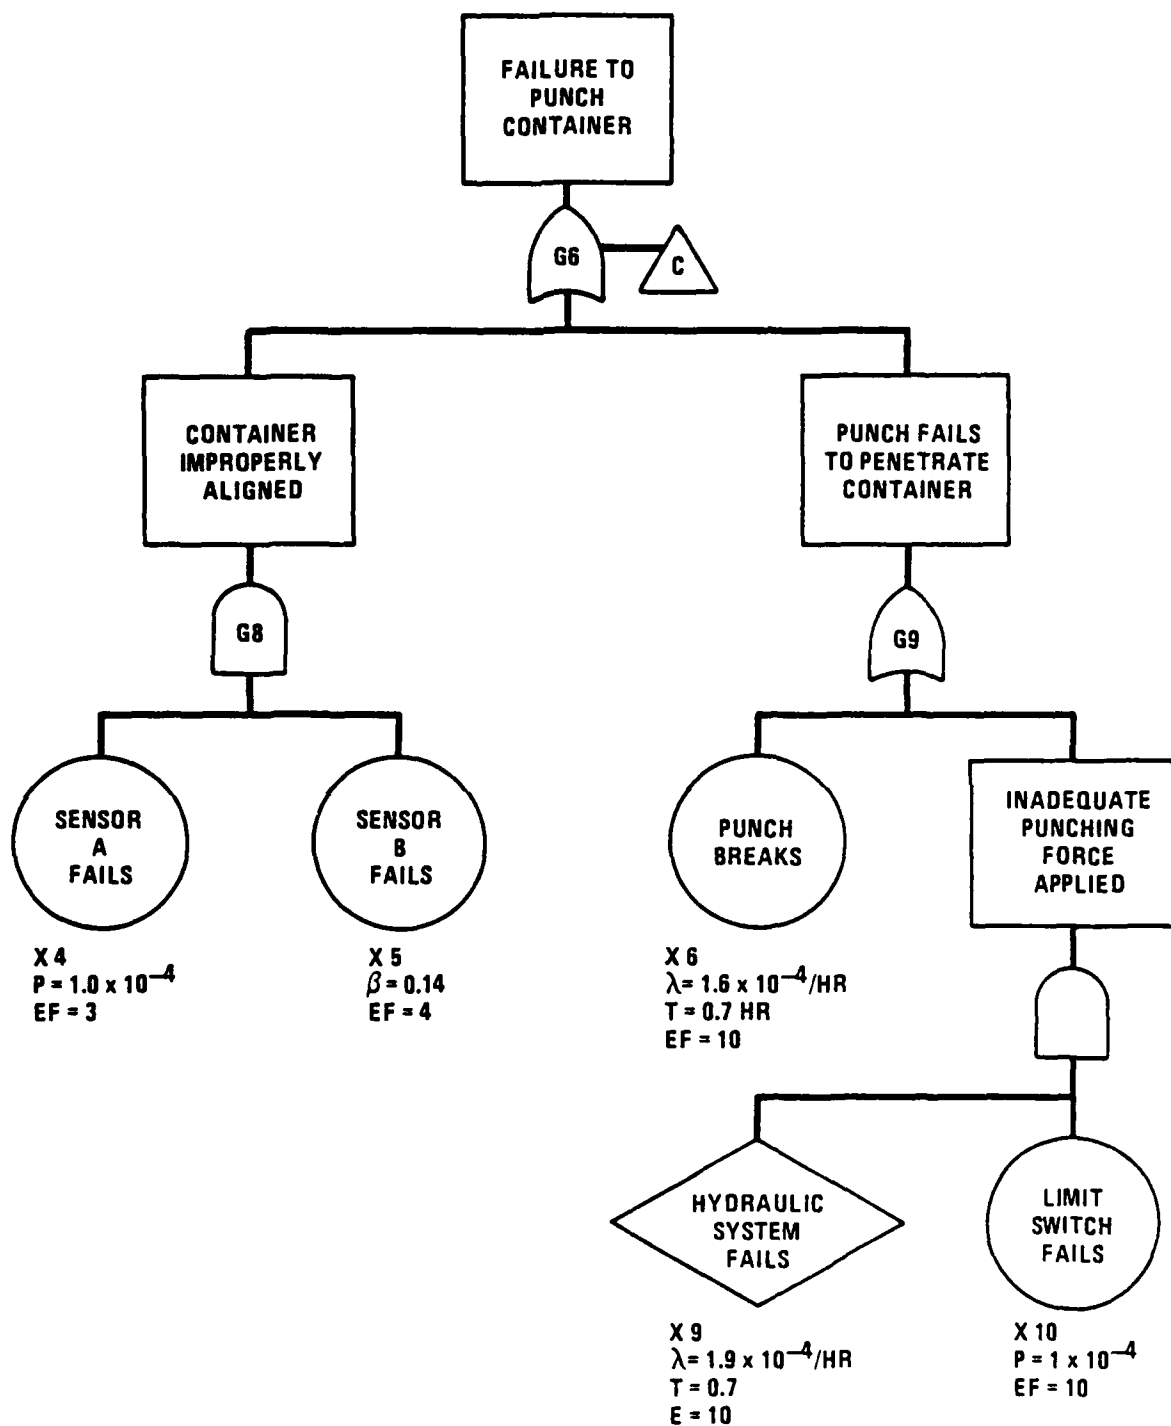 FAILURE TO
PUNCH
CONTAINER
G6
C
CONTAINER
IMPROPERLY
ALIGNED
PUNCH FAILS
TO PENETRATE
CONTAINER
G8
G9
SENSOR
A
FAILS
SENSOR
B
FAILS
PUNCH
BREAKS
INADEQUATE
PUNCHING
FORCE
APPLIED
X 4
P = 1.0 x 10⁻⁴
EF = 3
X 5
β = 0.14
EF = 4
X 6
λ = 1.6 x 10⁻⁴/HR
T = 0.7 HR
EF = 10
HYDRAULIC
SYSTEM
FAILS
LIMIT
SWITCH
FAILS
X 9
λ = 1.9 x 10⁻⁴/HR
T = 0.7
E = 10
X 10
P = 1 x 10⁻⁴
EF = 10